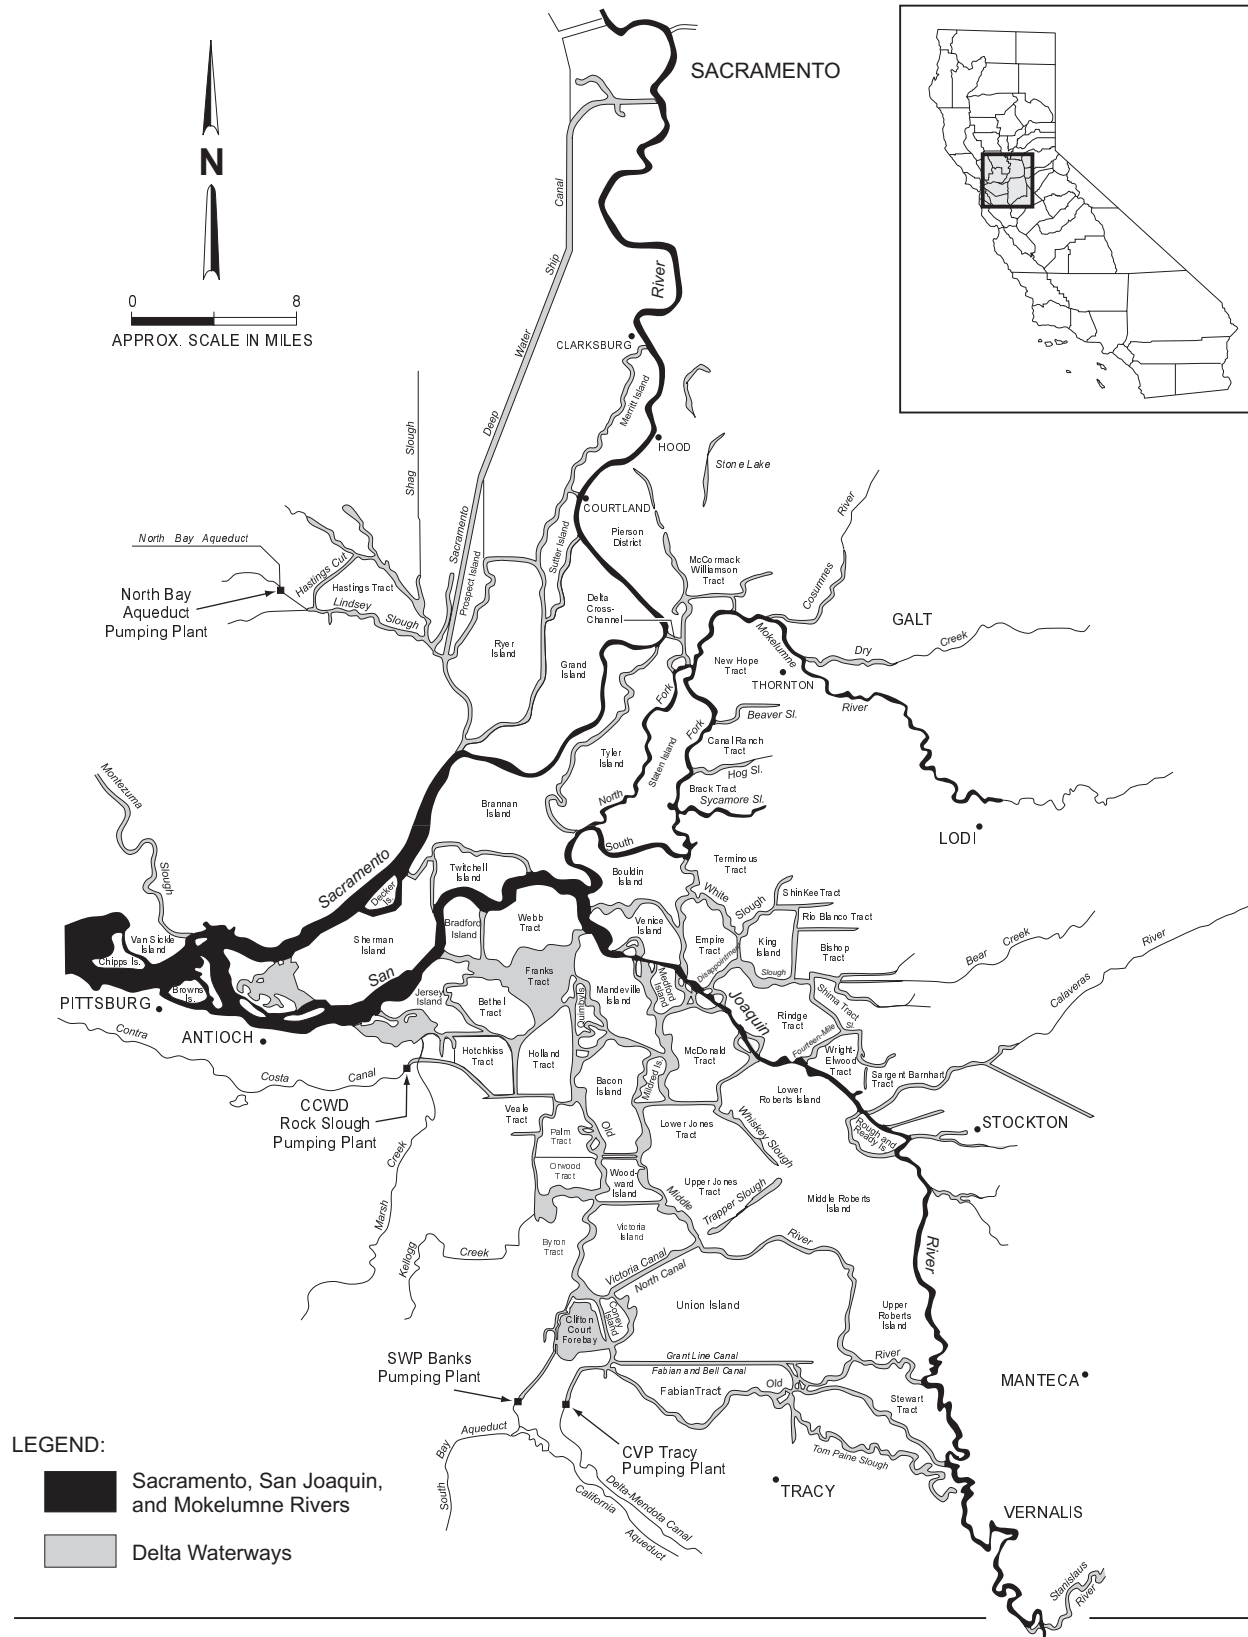 SACRAMENTO
N
0 8
APPROX. SCALE IN MILES
Sacramento Deep Water Ship Canal
River
CLARKSBURG
Merritt Island
HOOD
Stone Lake
Shag Slough
COURTLAND
Pierson
District
Sutter Island
Prospect Island
North Bay Aqueduct
North Bay
Aqueduct
Pumping Plant
Hastings Cut
Hastings Tract
Lindsey
Slough
McCormack
Williamson
Tract
Cosumnes River
Delta
Cross-
Channel
GALT
Dry Creek
Mokelumne
River
Ryer
Island
Grand
Island
New Hope
Tract
THORNTON
North Fork
South Fork
Beaver Sl.
Canal Ranch
Tract
Tyler
Island
Staten Island
Hog Sl.
Brack Tract
Sycamore Sl.
Montezuma
Slough
Brannan
Island
LODI
Sacramento
Decker
Is.
Twitchell
Island
Bouldin
Island
Terminous
Tract
White
Slough
ShinKee Tract
Rio Blanco Tract
Bradford
Island
Webb
Tract
Venice
Island
Empire
Tract
King
Island
Bishop
Tract
Van Sickle
Island
Chipps Is.
Sherman
Island
San
Joaquin
River
Disappointment
Slough
Bear Creek
Calaveras River
Browns
Is.
PITTSBURG
ANTIOCH
Franks
Tract
Jersey
Island
Bethel
Tract
Quimby Is
Mandeville
Island
Medford
Island
Rindge
Tract
Shima Tract
Fourteen-Mile
Sl.
Contra
Costa
Canal
Hotchkiss
Tract
Holland
Tract
McDonald
Tract
Wright-
Elwood
Tract
Sargent Barnhart
Tract
Bacon
Island
Mildred Is
Lower
Roberts Island
CCWD
Rock Slough
Pumping Plant
Veale
Tract
Palm
Tract
Old
Lower Jones
Tract
Whiskey Slough
Rough and
Ready Is
STOCKTON
Marsh
Creek
Orwood
Tract
Wood-
ward
Island
Upper Jones
Tract
Middle
River
Trapper Slough
Middle Roberts
Island
Kellogg
Creek
Byron
Tract
Victoria
Island
Victoria Canal
North Canal
Union Island
Clifton
Court
Forebay
Coney
Island
Upper
Roberts
Island
SWP Banks
Pumping Plant
Grant Line Canal
Fabian and Bell Canal
FabianTract
Old
River
Stewart
Tract
MANTECA
South
Bay
Aqueduct
CVP Tracy
Pumping Plant
Tom Paine Slough
TRACY
Delta-Mendota Canal
California
Aqueduct
VERNALIS
Stanislaus
River
LEGEND:
Sacramento, San Joaquin,
and Mokelumne Rivers
Delta Waterways